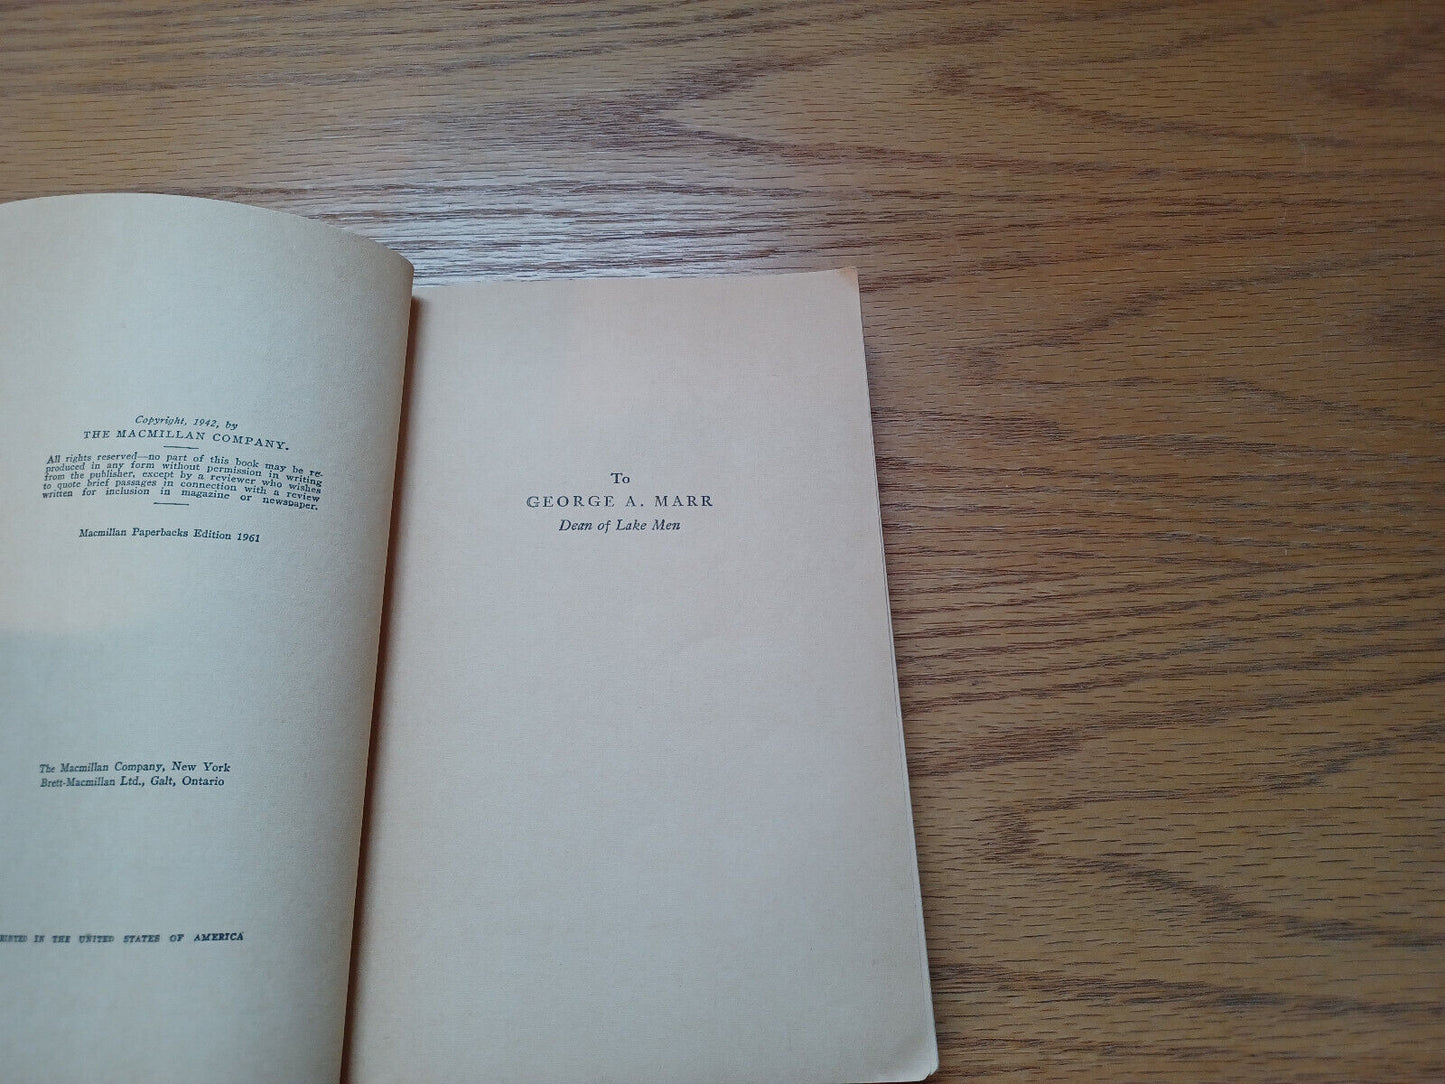 Copyright, 1942, by
THE MACMILLAN COMPANY.
All rights reserved—no part of this book may be re-
produced in any form without permission in writing
from the publisher, except by a reviewer who wishes
to quote brief passages in connection with a review
written for inclusion in magazine or newspaper.
Macmillan Paperbacks Edition 1961
The Macmillan Company, New York
Brett-Macmillan Ltd., Galt, Ontario
IN THE UNITED STATES OF AMERICA
To
GEORGE A. MARR
Dean of Lake Men